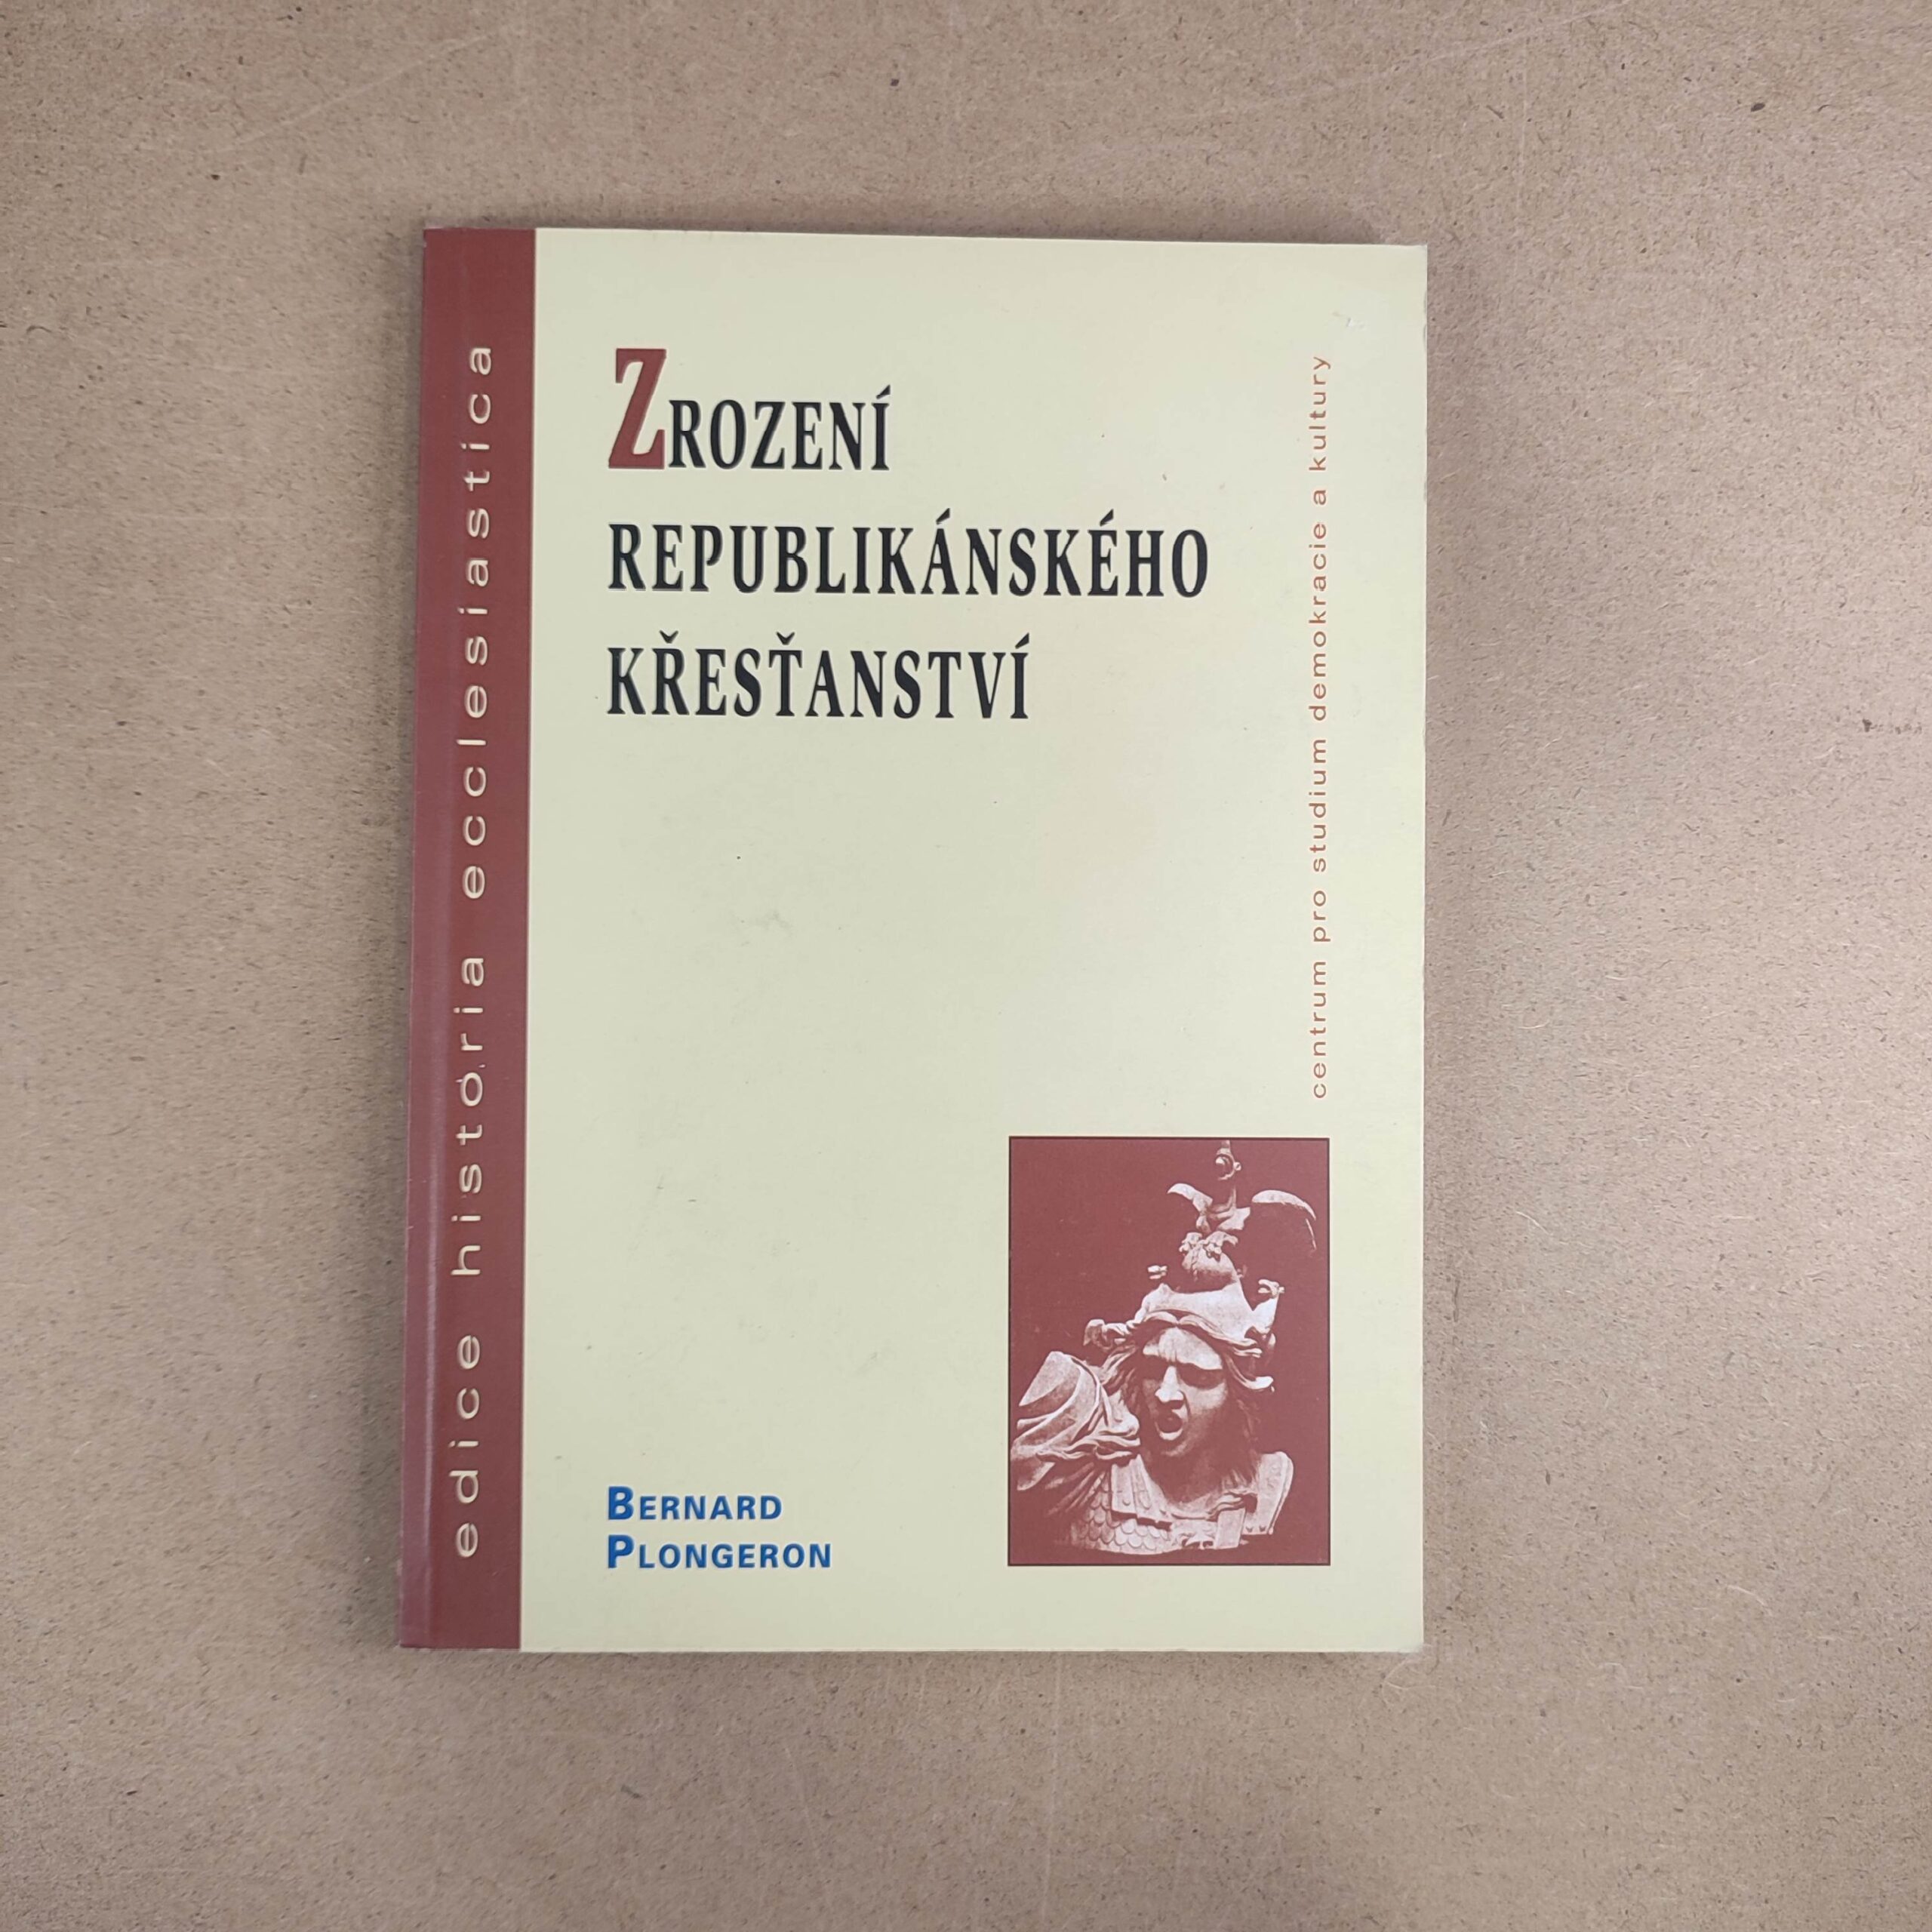 edice historia ecclesiastica
ZROZENÍ
REPUBLIKÁNSKÉHO
KŘESŤANSTVÍ
centrum pro studium demokracie a kultury
BERNARD
PLONGERON